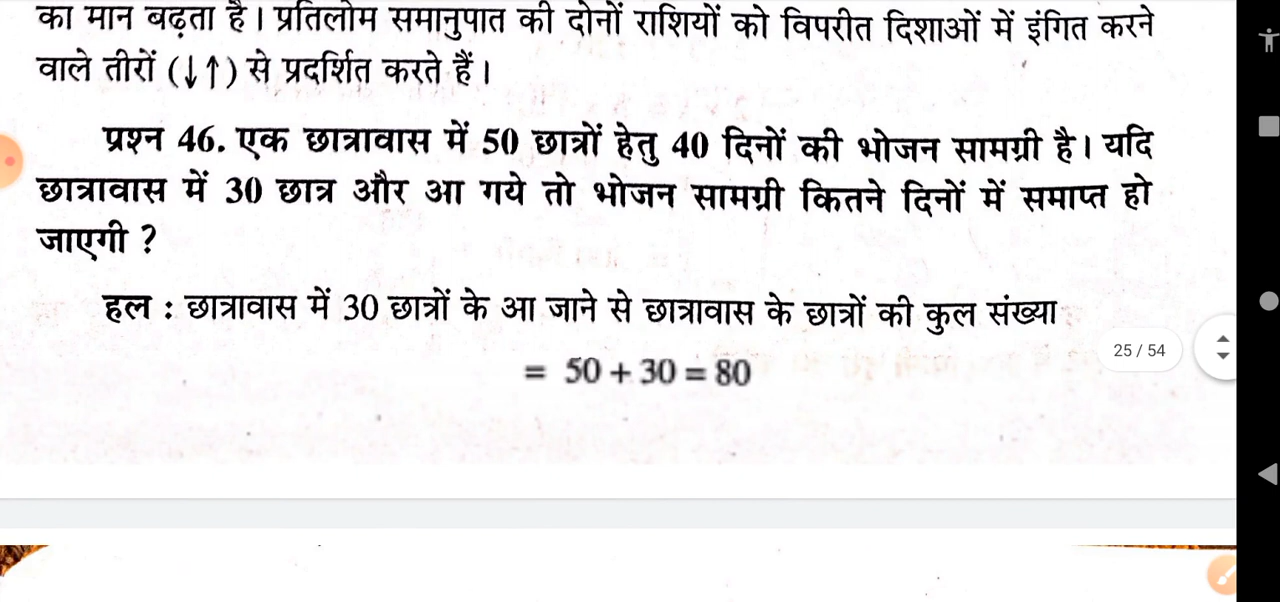 का मान बढ़ता है। प्रतिलोम समानुपात की दोनों राशियों को विपरीत दिशाओं में इंगित करने
वाले तीरों (↓↑) से प्रदर्शित करते हैं।
प्रश्न 46. एक छात्रावास में 50 छात्रों हेतु 40 दिनों की भोजन सामग्री है। यदि
छात्रावास में 30 छात्र और आ गये तो भोजन सामग्री कितने दिनों में समाप्त हो
जाएगी ?
हल : छात्रावास में 30 छात्रों के आ जाने से छात्रावास के छात्रों की कुल संख्या
25 / 54
= 50 + 30 = 80